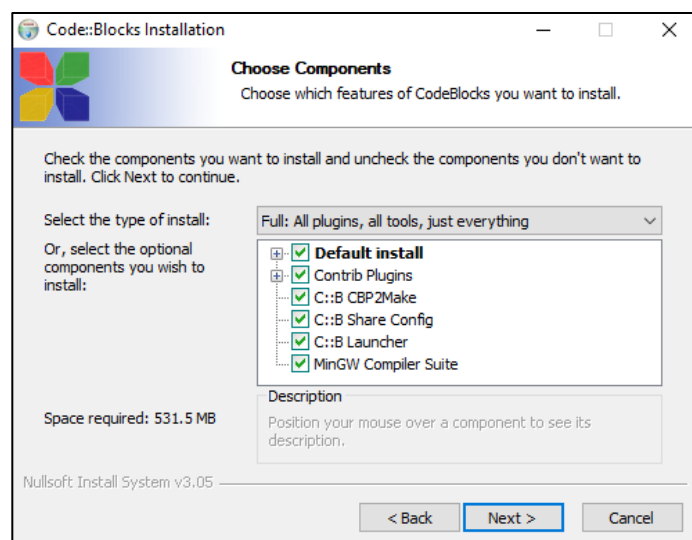 Code::Blocks Installation
Choose Components
Choose which features of CodeBlocks you want to install.
Check the components you want to install and uncheck the components you don't want to
install. Click Next to continue.
Select the type of install:
Full: All plugins, all tools, just everything
Or, select the optional
components you wish to
install:
Default install
Contrib Plugins
C::B CBP2Make
C::B Share Config
C::B Launcher
MinGW Compiler Suite
Space required: 531.5 MB
Description
Position your mouse over a component to see its
description.
Nullsoft Install System v3.05
< Back
Next >
Cancel